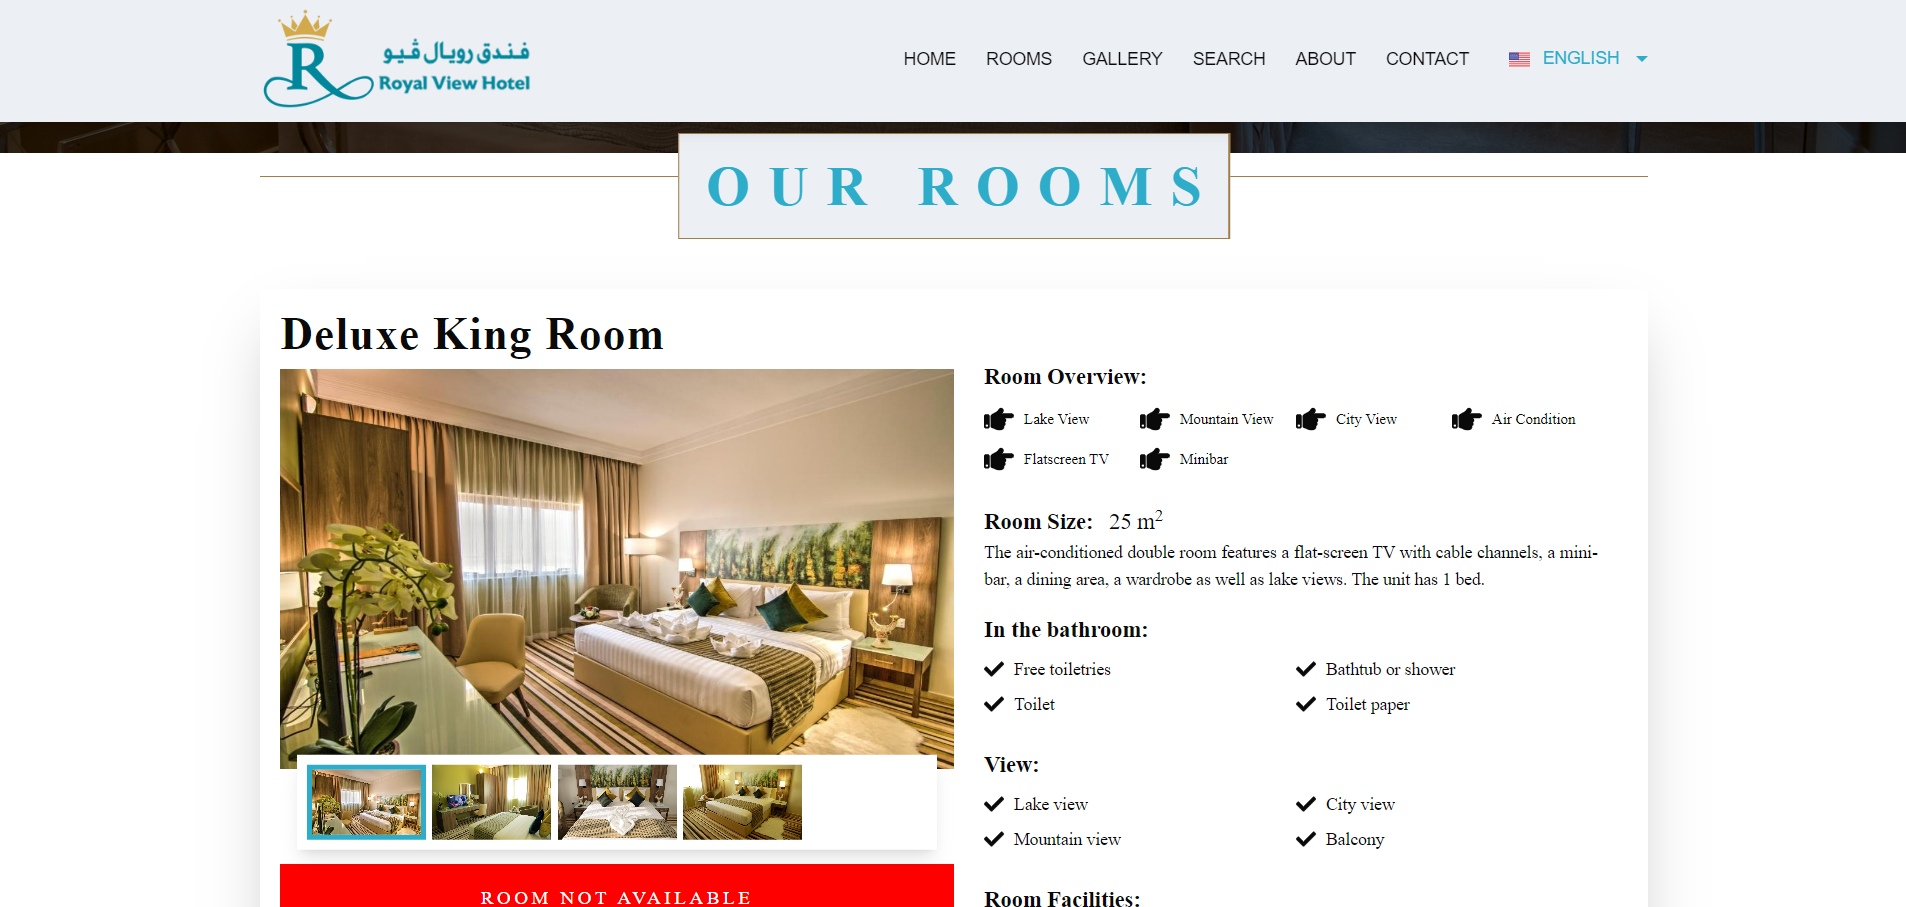 فندق رويال ڤيو
Royal View Hotel
HOME ROOMS GALLERY SEARCH ABOUT CONTACT ENGLISH
OUR ROOMS
Deluxe King Room
Room Overview:
Lake View Mountain View City View Air Condition
Flatscreen TV Minibar
Room Size: 25 m²
The air-conditioned double room features a flat-screen TV with cable channels, a mini-
bar, a dining area, a wardrobe as well as lake views. The unit has 1 bed.
In the bathroom:
Free toiletries Bathtub or shower
Toilet Toilet paper
View:
Lake view City view
Mountain view Balcony
Room Facilities:
ROOM NOT AVAILABLE